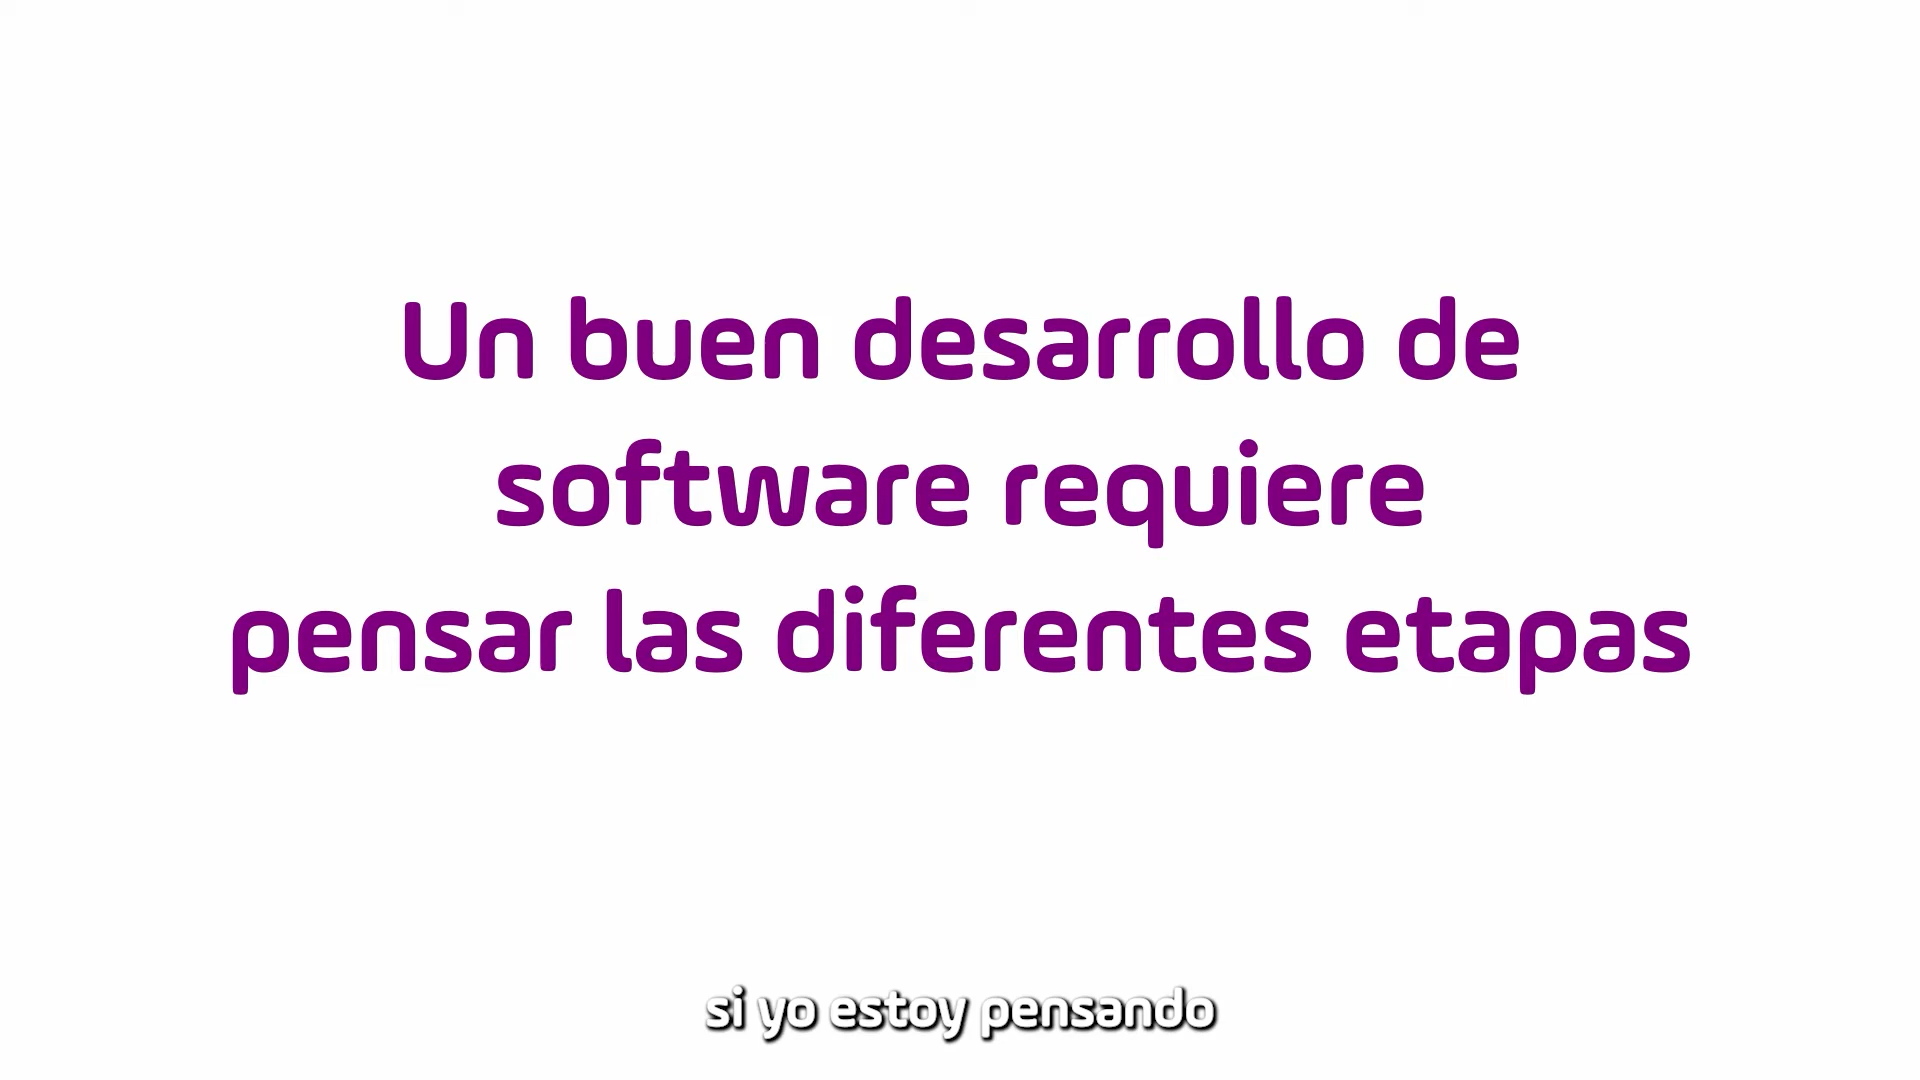 Un buen desarrollo de
software requiere
pensar las diferentes etapas
si yo estoy pensando